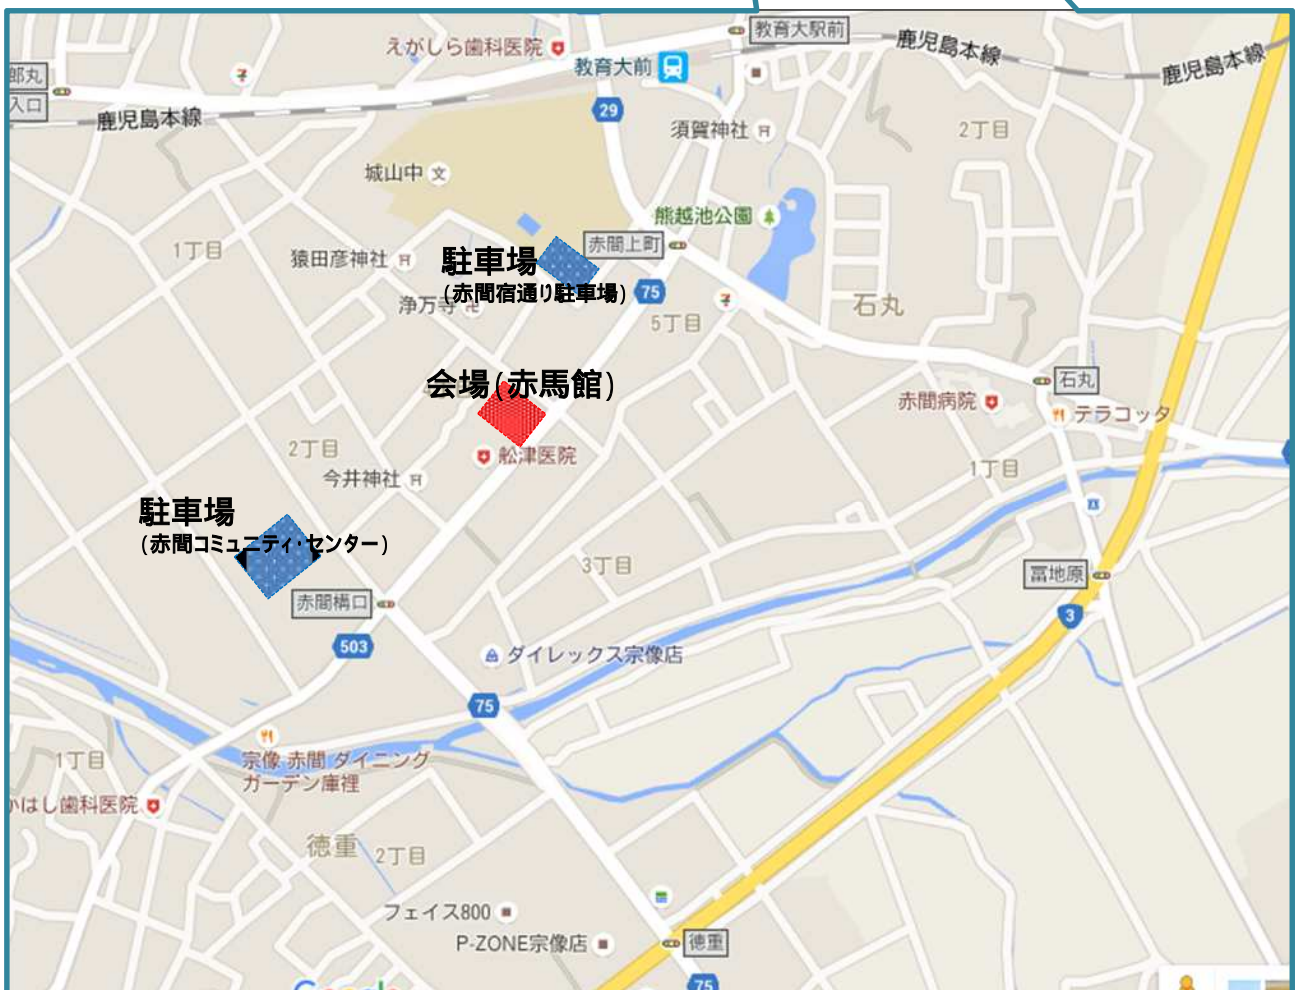 教育大駅前
えがしら歯科医院
鹿児島本線
鹿児島本線
教育大前
郎丸
入口
鹿児島本線
29
須賀神社
2丁目
城山中
熊越池公園
赤間上町
1丁目
猿田彦神社
駐車場
(赤間宿通り駐車場)
75
浄万寺
5丁目
石丸
会場(赤馬館)
石丸
赤間病院
テラコッタ
2丁目
舩津医院
今井神社
1丁目
駐車場
(赤間コミュニティ・センター)
3丁目
冨地原
赤間構口
3
503
ダイレックス宗像店
75
1丁目
宗像 赤間 ダイニング
ガーデン庫裡
かはし歯科医院
徳重
2丁目
フェイス800
P-ZONE宗像店
徳重
75
Google